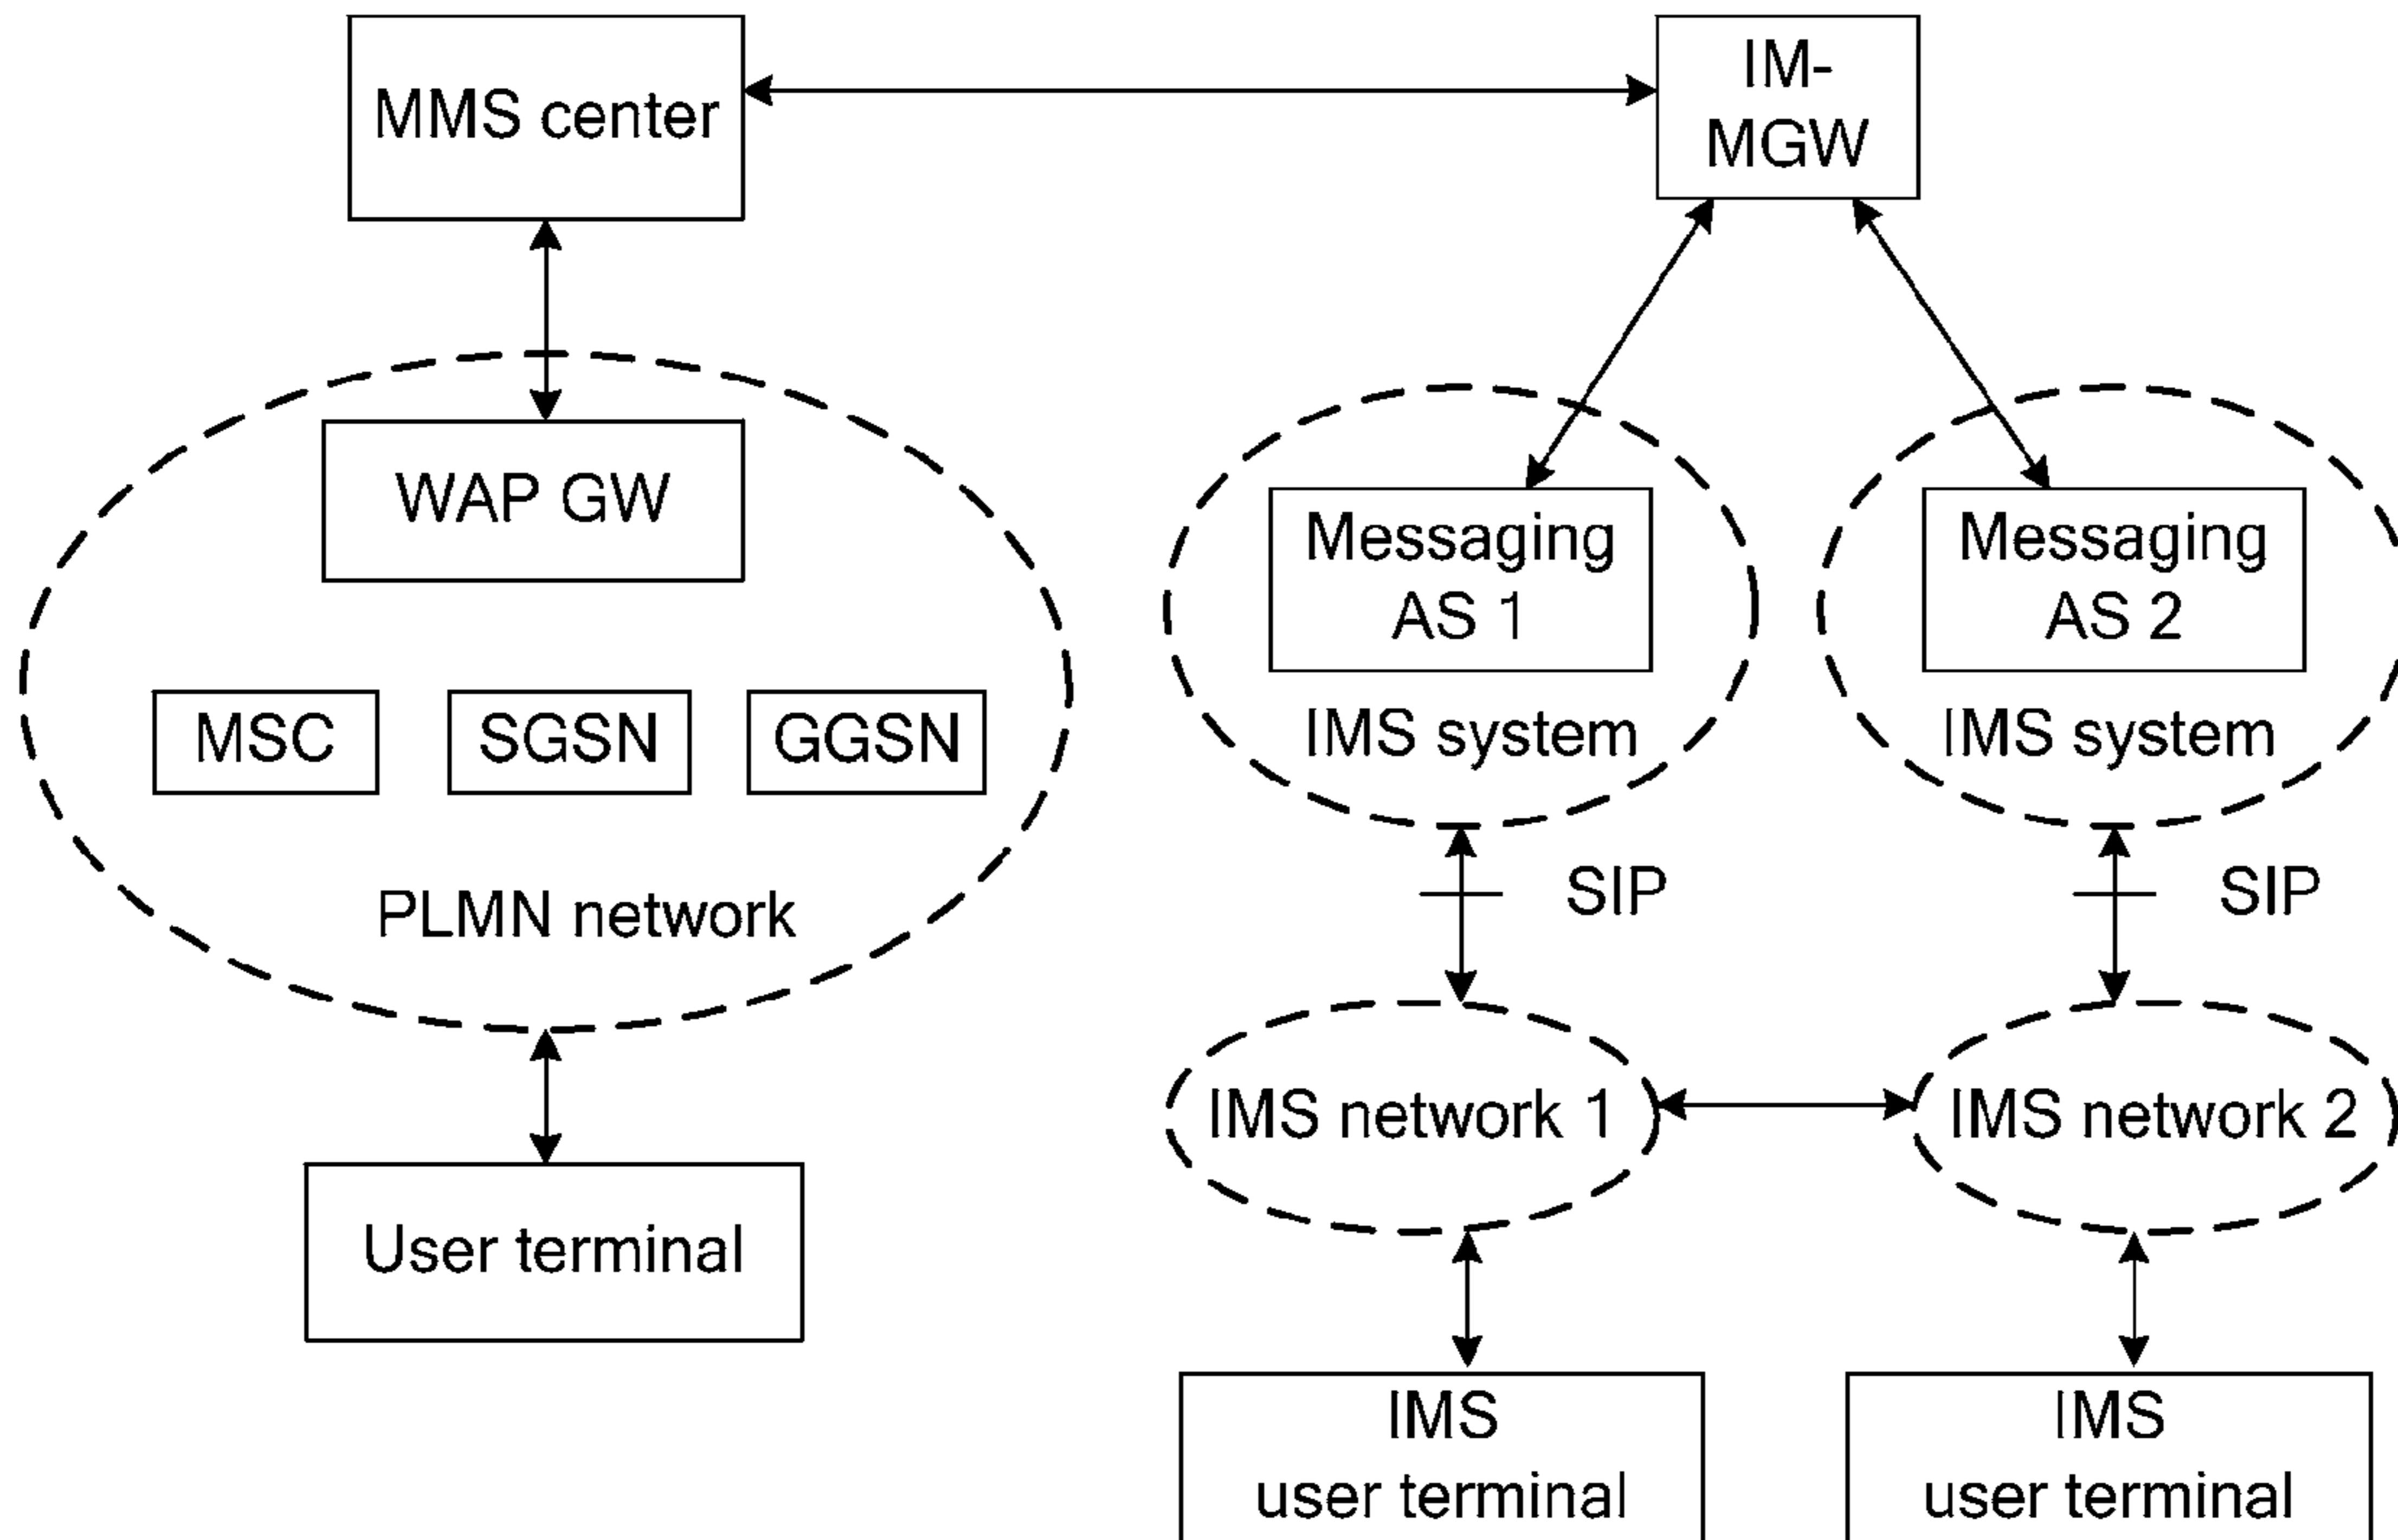 MMS center
IM-
MGW
WAP GW
Messaging
AS 1
Messaging
AS 2
MSC
SGSN
GGSN
IMS system
IMS system
PLMN network
SIP
SIP
IMS network 1
IMS network 2
User terminal
IMS
user terminal
IMS
user terminal